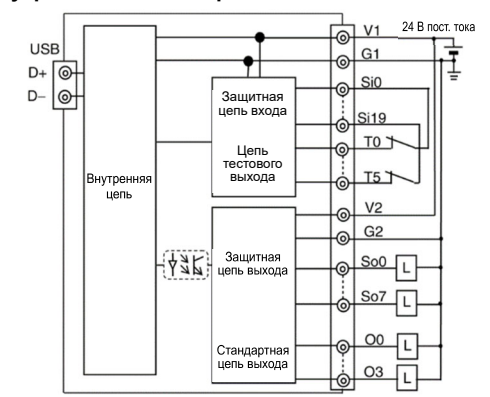 24 В пост. тока
USB
D+
D−
Внутренняя
цепь
Защитная
цепь входа
Цепь
тестового
выхода
Защитная
цепь выхода
Стандартная
цепь выхода
V1
G1
Si0
Si19
T0
T5
V2
G2
So0
L
So7
L
O0
L
O3
L